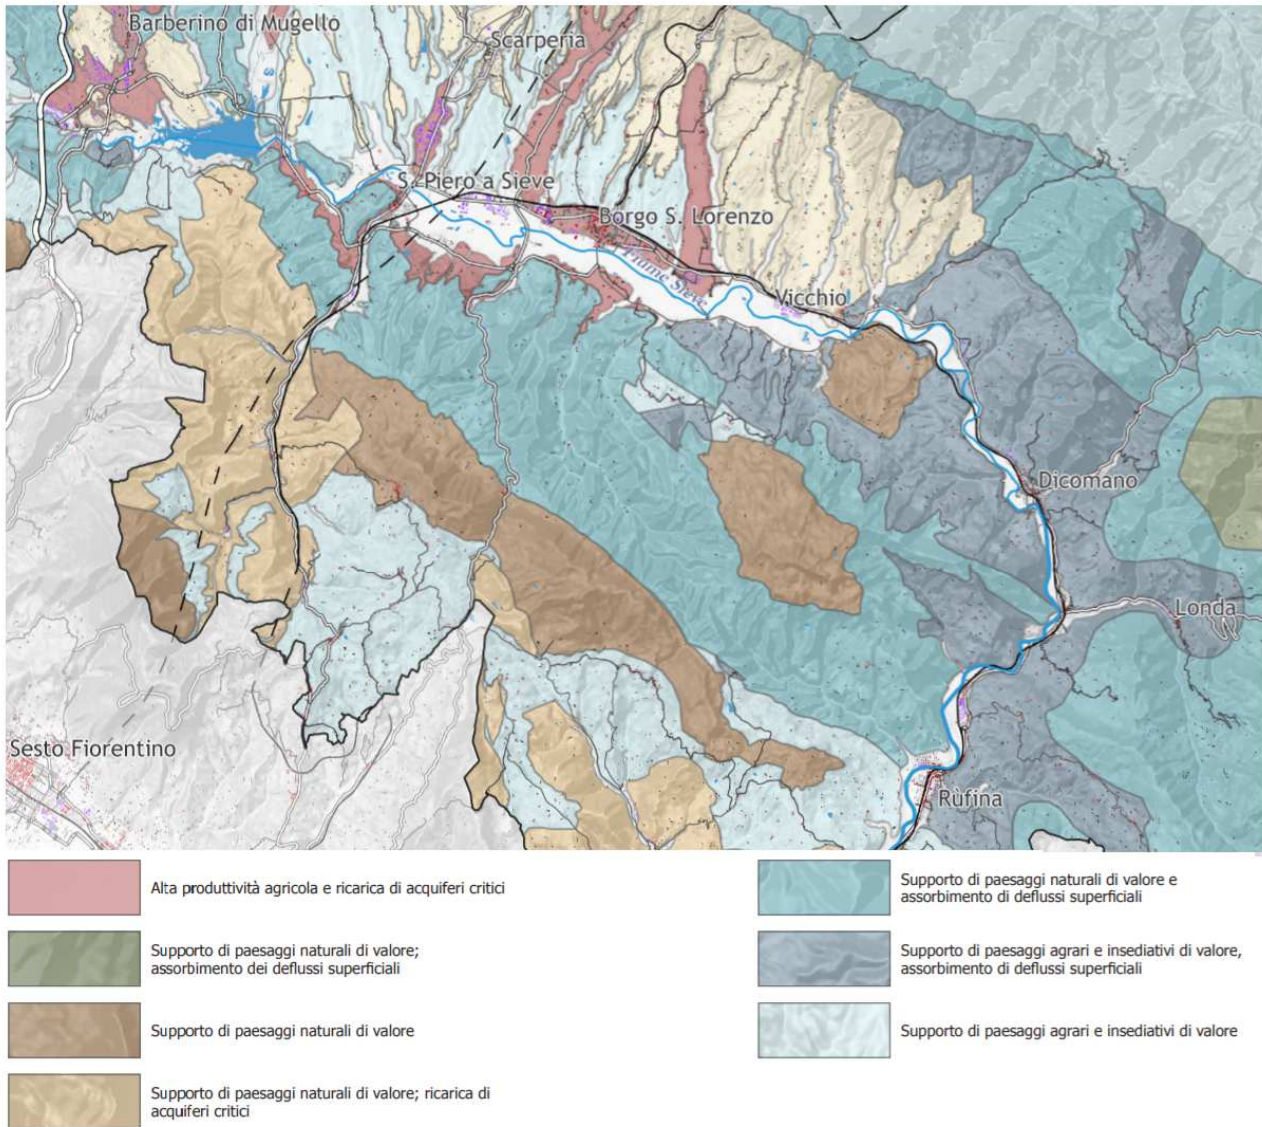 Barberino di Mugello
Scarperia
S. Piero a Sieve
Borgo S. Lorenzo
Fiume Sieve
Vicchio
Dicomano
Londa
Sesto Fiorentino
Rùfina
Alta produttività agricola e ricarica di acquiferi critici
Supporto di paesaggi naturali di valore;
assorbimento dei deflussi superficiali
Supporto di paesaggi naturali di valore
Supporto di paesaggi naturali di valore; ricarica di
acquiferi critici
Supporto di paesaggi naturali di valore e
assorbimento di deflussi superficiali
Supporto di paesaggi agrari e insediativi di valore,
assorbimento di deflussi superficiali
Supporto di paesaggi agrari e insediativi di valore